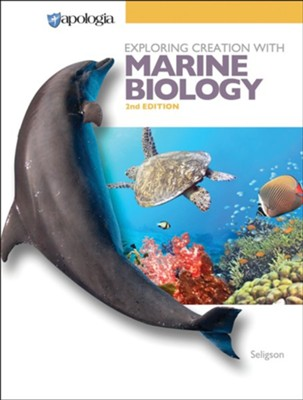 apologia
EXPLORING CREATION WITH
MARINE
BIOLOGY
2nd EDITION
Seligson